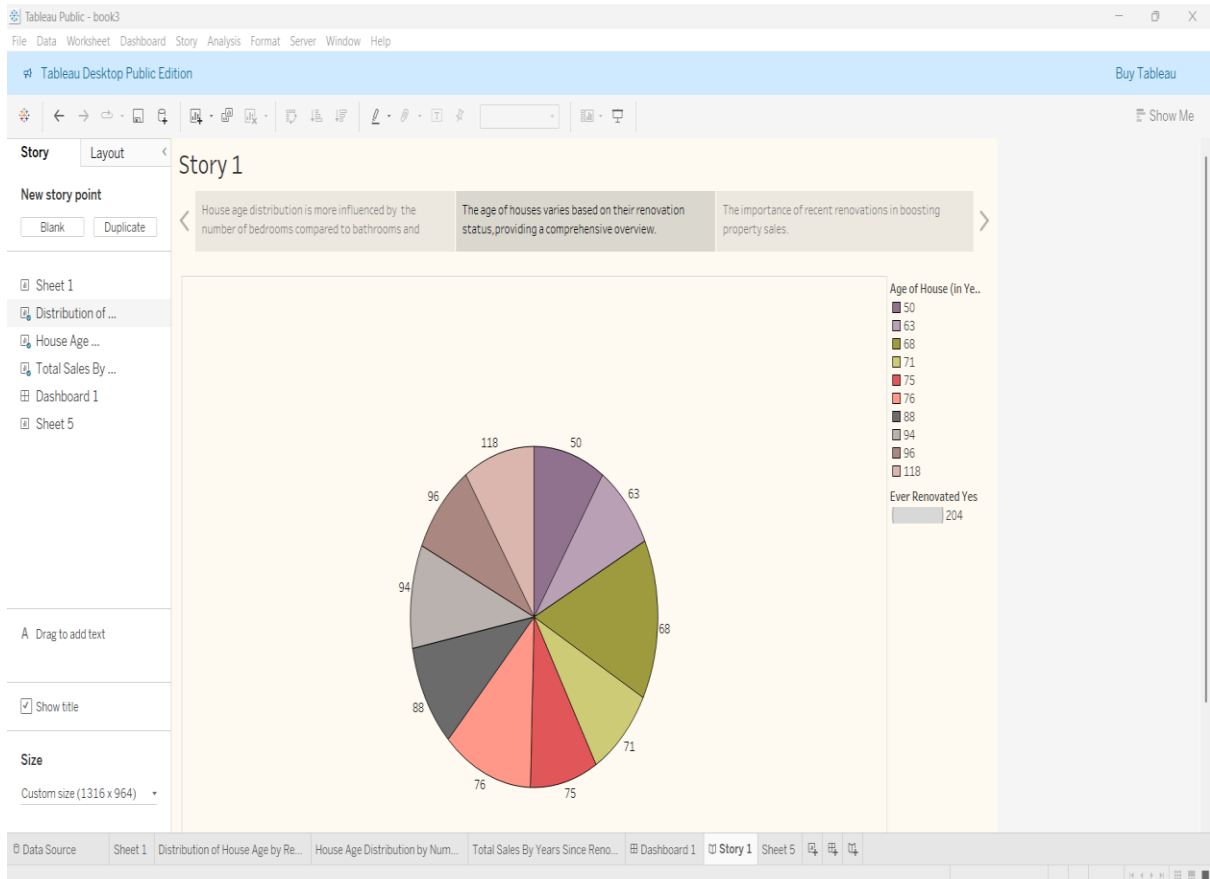 Tableau Public - book3
File Data Worksheet Dashboard Story Analysis Format Server Window Help
Tableau Desktop Public Edition
Buy Tableau
Show Me
Story Layout
Story 1
New story point
Blank Duplicate
House age distribution is more influenced by the
number of bedrooms compared to bathrooms and
The age of houses varies based on their renovation
status,providing a comprehensive overview.
The importance of recent renovations in boosting
property sales.
Sheet 1
Distribution of ...
House Age ...
Total Sales By ...
Dashboard 1
Sheet 5
A Drag to add text
Show title
Size
Custom size (1316 x 964)
118
50
96
63
94
68
88
71
76
75
Age of House (in Ye..
50
63
68
71
75
76
88
94
96
118
Ever Renovated Yes
204
Data Source Sheet 1 Distribution of House Age by Re... House Age Distribution by Num... Total Sales By Years Since Reno... Dashboard 1 Story 1 Sheet 5